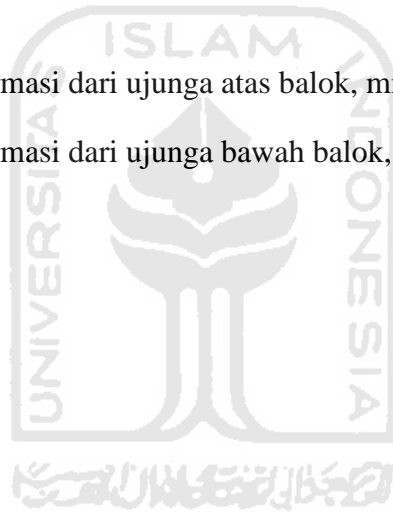 ISLAM
masi dari ujunga atas balok, m
masi dari ujunga bawah balok,
UNIVERSITAS
INDONESIA